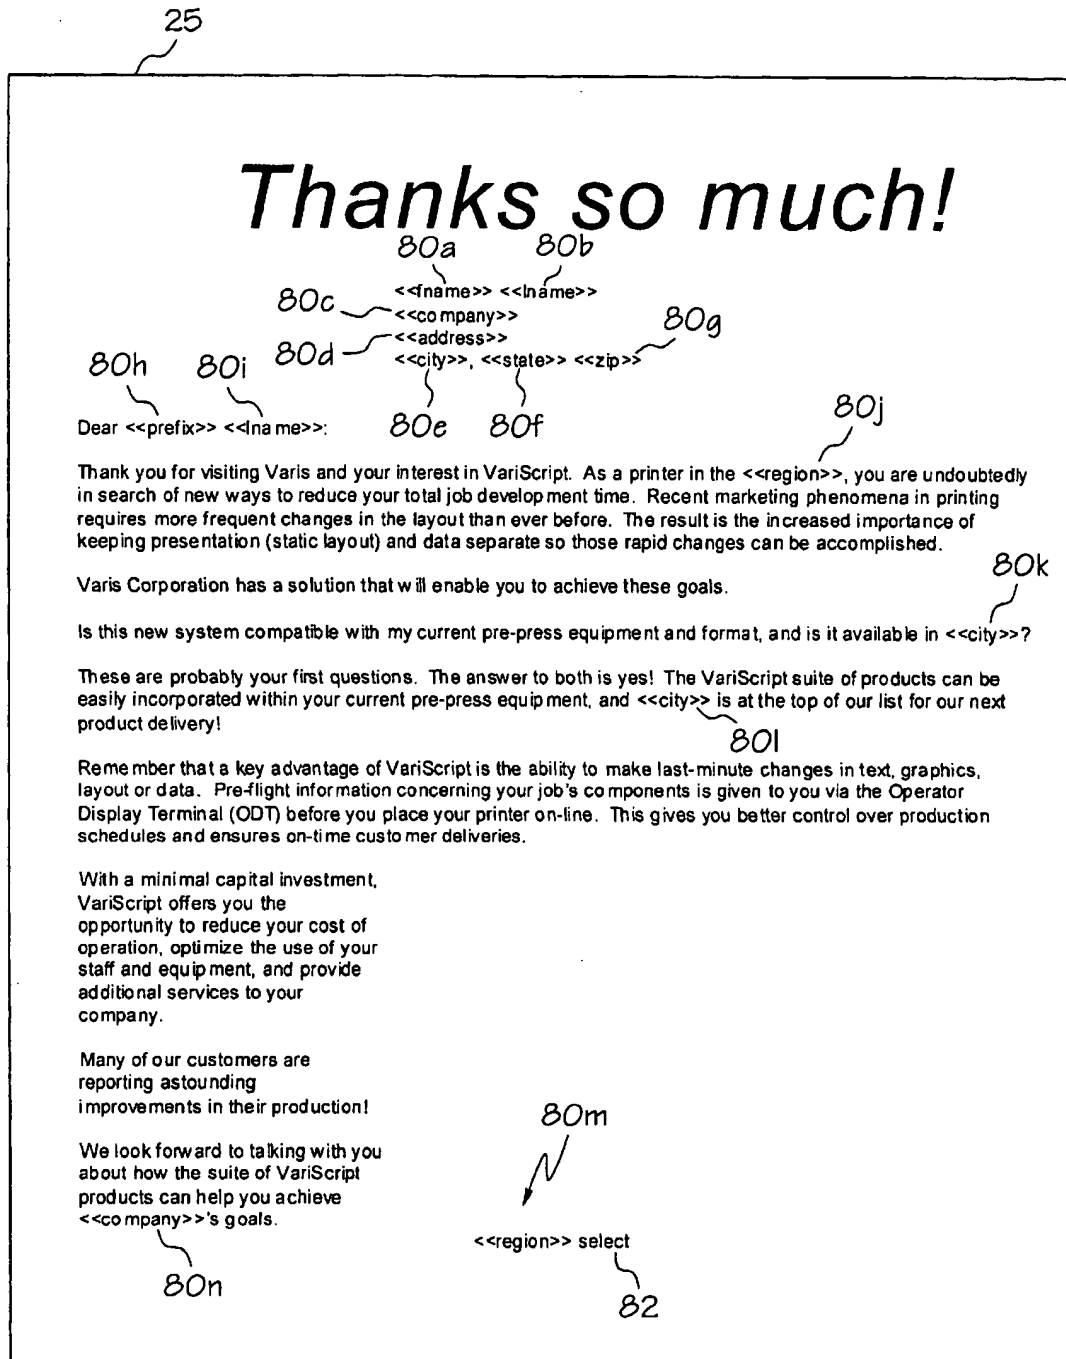 25
Thanks so much!
80a 80b
<<fname>> <<lname>>
80c <<company>>
80d <<address>> 80g
<<city>>, <<state>> <<zip>>
80h 80i
80e 80f
80j
Dear <<prefix>> <<lname>>:
Thank you for visiting Varis and your interest in VariScript. As a printer in the <<region>>, you are undoubtedly
in search of new ways to reduce your total job development time. Recent marketing phenomena in printing
requires more frequent changes in the layout than ever before. The result is the increased importance of
keeping presentation (static layout) and data separate so those rapid changes can be accomplished.
80k
Varis Corporation has a solution that will enable you to achieve these goals.
Is this new system compatible with my current pre-press equipment and format, and is it available in <<city>>?
These are probably your first questions. The answer to both is yes! The VariScript suite of products can be
easily incorporated within your current pre-press equipment, and <<city>> is at the top of our list for our next
product delivery!
80l
Remember that a key advantage of VariScript is the ability to make last-minute changes in text, graphics,
layout or data. Pre-flight information concerning your job's components is given to you via the Operator
Display Terminal (ODT) before you place your printer on-line. This gives you better control over production
schedules and ensures on-time customer deliveries.
With a minimal capital investment,
VariScript offers you the
opportunity to reduce your cost of
operation, optimize the use of your
staff and equipment, and provide
additional services to your
company.
Many of our customers are
reporting astounding
improvements in their production!
80m
We look forward to talking with you
about how the suite of VariScript
products can help you achieve
<<company>>'s goals.
<<region>> select
80n
82